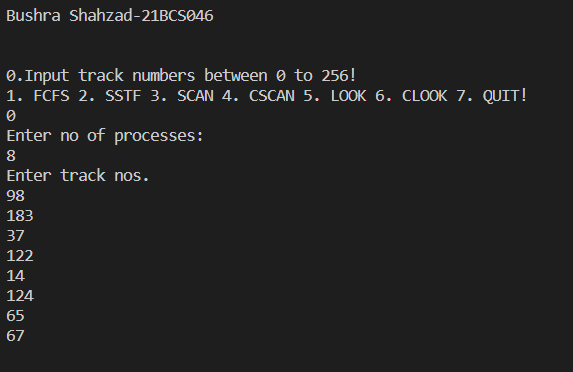 Bushra Shahzad-21BCS046
0.Input track numbers between 0 to 256!
1. FCFS 2. SSTF 3. SCAN 4. CSCAN 5. LOOK 6. CLOOK 7. QUIT!
0
Enter no of processes:
8
Enter track nos.
98
183
37
122
14
124
65
67